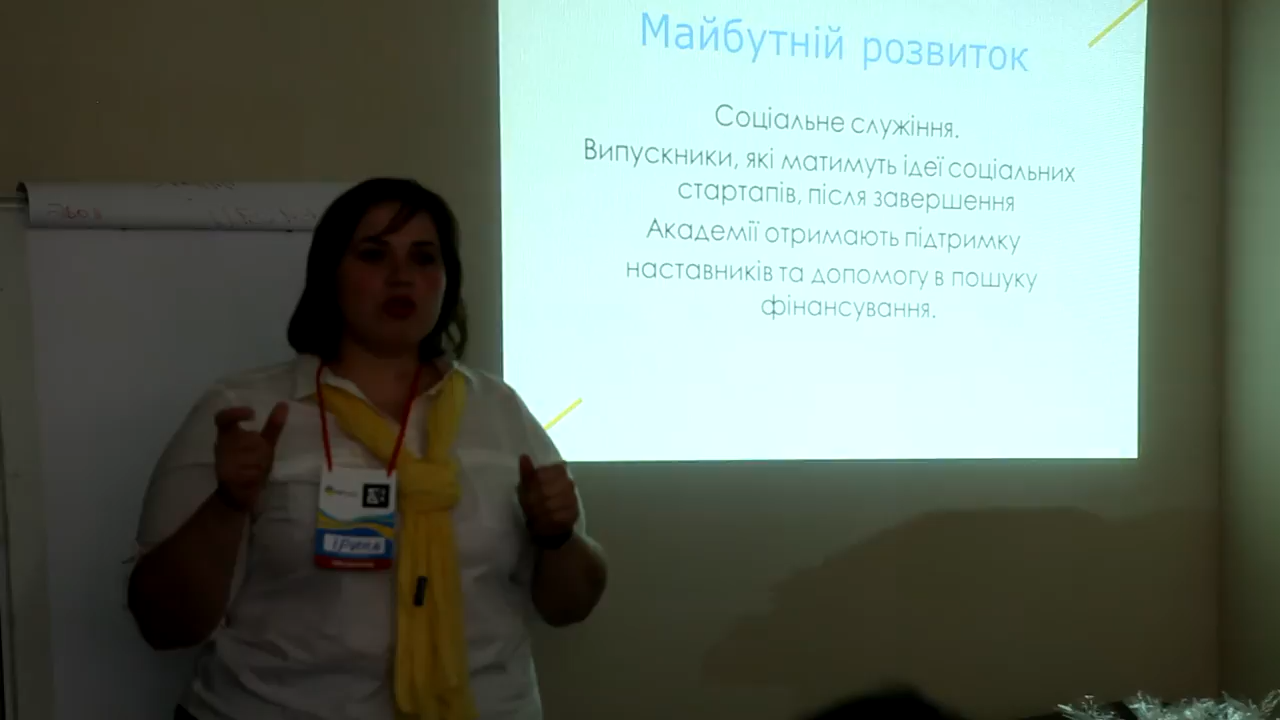 Майбутній розвиток
Соціальне служіння.
Випускники, які матимуть ідеї соціальних
стартапів, після завершення
Академії отримають підтримку
наставників та допомогу в пошуку
фінансування.
Ірина